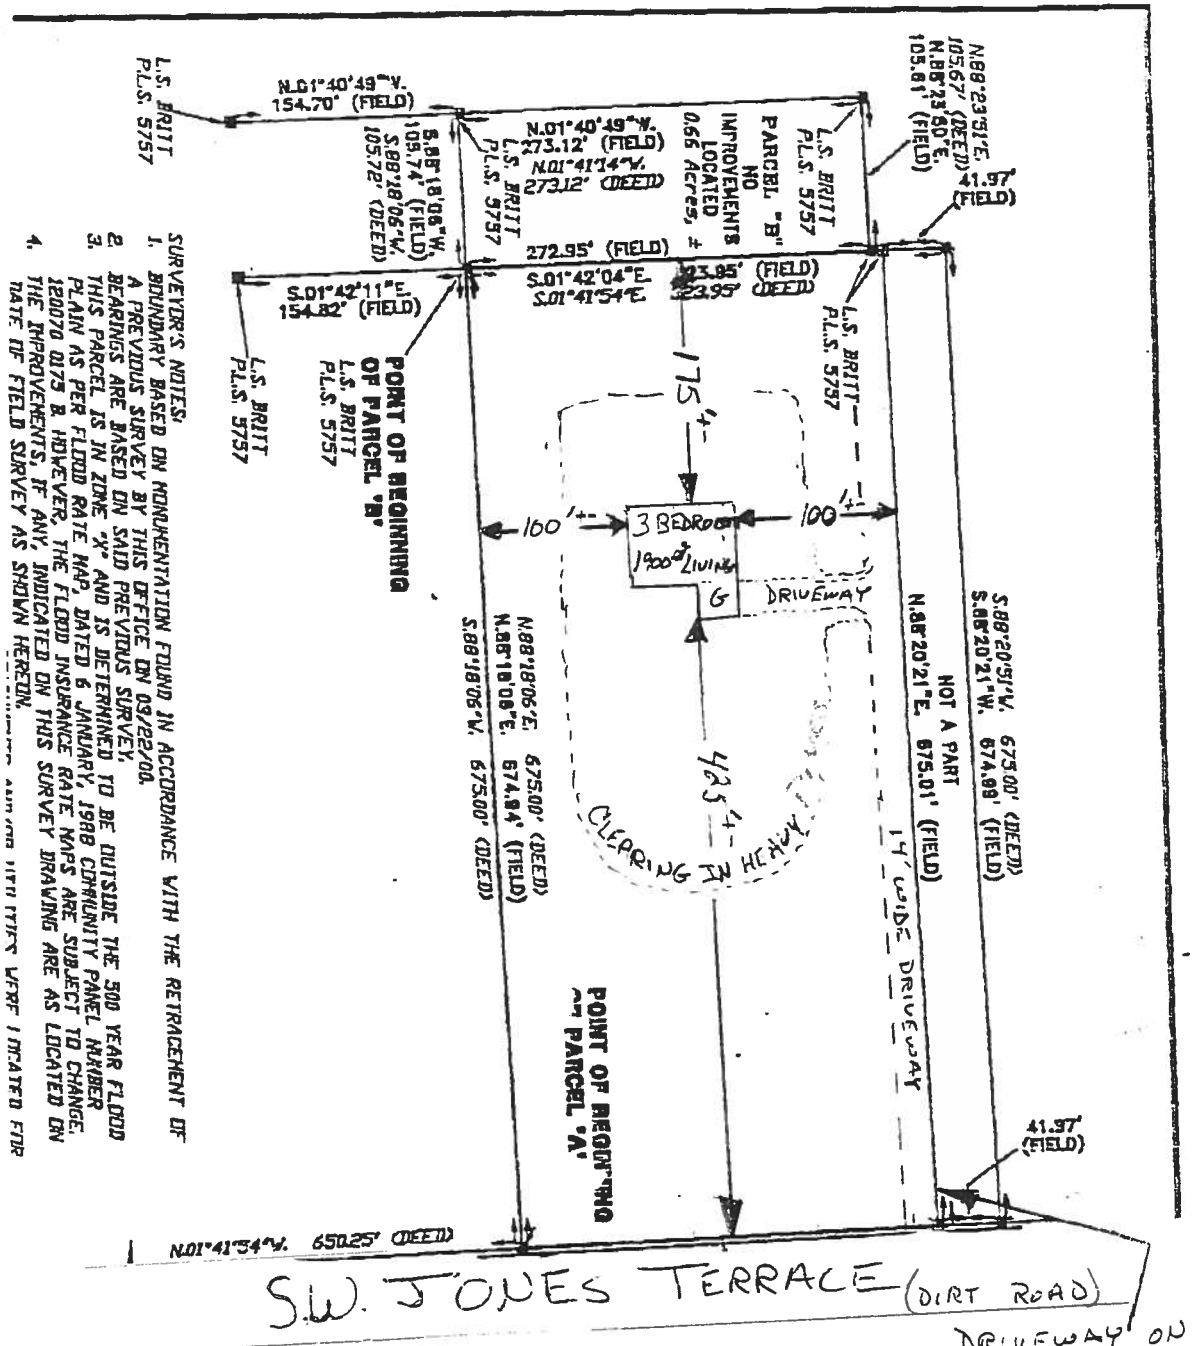 N.88°23'51"E.
105.67' (DEED)
N.88°23'50"E.
105.61' (FIELD)
41.97'
(FIELD)
L.S. BRITT
P.L.S. 5757
N.01°40'49"W.
154.70' (FIELD)
N.01°40'49"W.
273.12' (FIELD)
N.01°41'14"W.
273.12' (DEED)
L.S. BRITT
P.L.S. 5757
PARCEL "B"
NO
IMPROVEMENTS
LOCATED
0.66 Acres, ±
L.S. BRITT
P.L.S. 5757
S.88°18'06"W.
105.74' (FIELD)
S.88°18'06"W.
105.72' (DEED)
272.95' (FIELD)
S.01°42'04"E. 323.95' (FIELD)
S.01°41'54"E. 323.95' (DEED)
S.01°42'11"E.
154.82' (FIELD)
L.S. BRITT
P.L.S. 5757
L.S. BRITT
P.L.S. 5757
POINT OF BEGINNING
OF PARCEL "B"
L.S. BRITT
P.L.S. 5757
175'+-
100'+-
100'+-
3 BEDROOM
1900 LIVING
G
DRIVEWAY
425'+-
CLEARING IN HEAVY
N.88°18'06"E. 675.00' (DEED)
N.88°18'06"E. 674.94' (FIELD)
S.88°18'06"W. 675.00' (DEED)
S.88°20'51"W. 675.00' (DEED)
S.88°20'21"W. 674.99' (FIELD)
NOT A PART
N.88°20'21"E. 675.01' (FIELD)
14' WIDE DRIVEWAY
41.97'
(FIELD)
POINT OF BEGINNING
PARCEL "A"
SURVEYOR'S NOTES:
1. BOUNDARY BASED ON MONUMENTATION FOUND IN ACCORDANCE WITH THE RETRACEMENT OF
A PREVIOUS SURVEY BY THIS OFFICE ON 03/22/00.
2. BEARINGS ARE BASED ON SAID PREVIOUS SURVEY.
3. THIS PARCEL IS IN ZONE "X" AND IS DETERMINED TO BE OUTSIDE THE 500 YEAR FLOOD
PLAIN AS PER FLOOD RATE MAP, DATED 6 JANUARY, 1988 COMMUNITY PANEL NUMBER
120070 0175 B. HOWEVER, THE FLOOD INSURANCE RATE MAPS ARE SUBJECT TO CHANGE.
4. THE IMPROVEMENTS, IF ANY, INDICATED ON THIS SURVEY DRAWING ARE AS LOCATED ON
DATE OF FIELD SURVEY AS SHOWN HEREON.
AND/OR UTILITIES WERE LOCATED FOR
N.01°41'54"W. 650.25' (DEED)
S.W. JONES TERRACE (DIRT ROAD)
DRIVEWAY ON